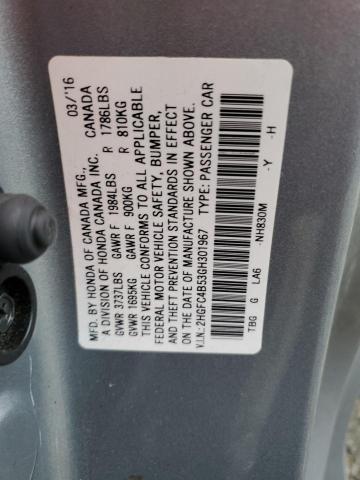 MFD. BY HONDA OF CANADA MFG., 03/'16
A DIVISION OF HONDA CANADA INC. CANADA
GVWR 3737LBS GAWR F 1984LBS R 1786LBS
GVWR 1695KG GAWR F 900KG R 810KG
THIS VEHICLE CONFORMS TO ALL APPLICABLE
FEDERAL MOTOR VEHICLE SAFETY, BUMPER,
AND THEFT PREVENTION STANDARDS IN EFFECT
ON THE DATE OF MANUFACTURE SHOWN ABOVE.
V.I.N.:2HGFC4B53GH301967 TYPE: PASSENGER CAR
TBG G LA6 -NH830M -Y -H